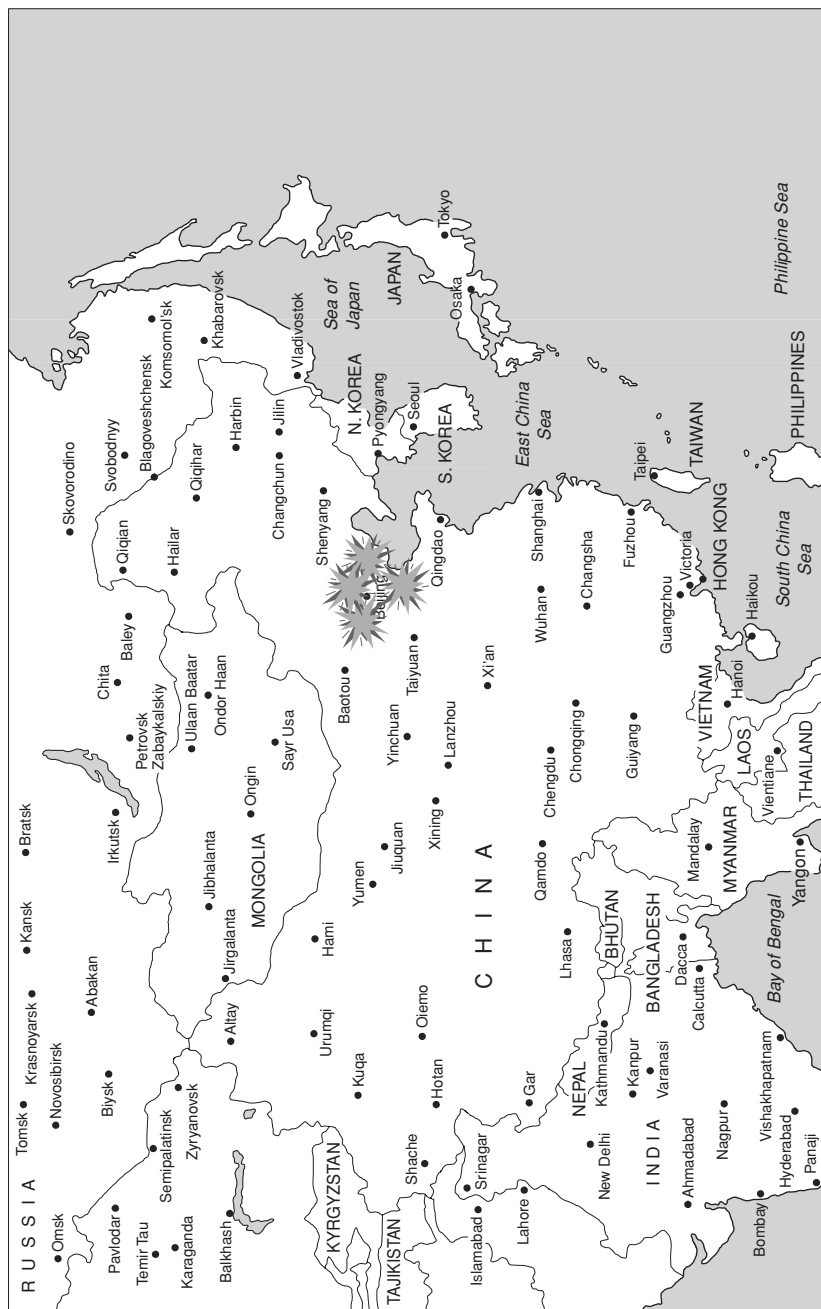 RUSSIA
Omsk
Tomsk
Novosibirsk
Krasnoyarsk
Kansk
Bratsk
Skovorodino
Pavlodar
Biysk
Abakan
Irkutsk
Petrovsk
Zabaykalskiy
Chita
Baley
Qiqian
Svobodnyy
Blagoveshchensk
Komsomol'sk
Temir Tau
Karaganda
Semipalatinsk
Zyryanovsk
Hailar
Qiqihar
Khabarovsk
Balkhash
Altay
Jirgalanta
Jibhalanta
Ulaan Baatar
Ondor Haan
Harbin
MONGOLIA
Ongin
Sayr Usa
Changchun
Jilin
Vladivostok
KYRGYZSTAN
Urumqi
Hami
Shenyang
Sea of
Japan
Kuqa
Baotou
Beijing
N. KOREA
Pyongyang
JAPAN
TAJIKISTAN
Yumen
Jiuquan
Yinchuan
Taiyuan
Seoul
Tokyo
Shache
Hotan
Oiemo
Xining
Lanzhou
Qingdao
S. KOREA
Osaka
Srinagar
Islamabad
CHINA
Xi'an
Lahore
Gar
Qamdo
Chengdu
Wuhan
Shanghai
East China
Sea
Lhasa
Chongqing
Changsha
New Delhi
NEPAL
Kathmandu
BHUTAN
Guiyang
Fuzhou
Taipei
Kanpur
Varanasi
INDIA
BANGLADESH
Dacca
Calcutta
Mandalay
MYANMAR
Guangzhou
Victoria
HONG KONG
TAIWAN
Ahmadabad
Nagpur
VIETNAM
Hanoi
LAOS
Vientiane
THAILAND
Haikou
South China
Sea
Philippine Sea
PHILIPPINES
Bombay
Vishakhapatnam
Hyderabad
Panaji
Bay of Bengal
Yangon